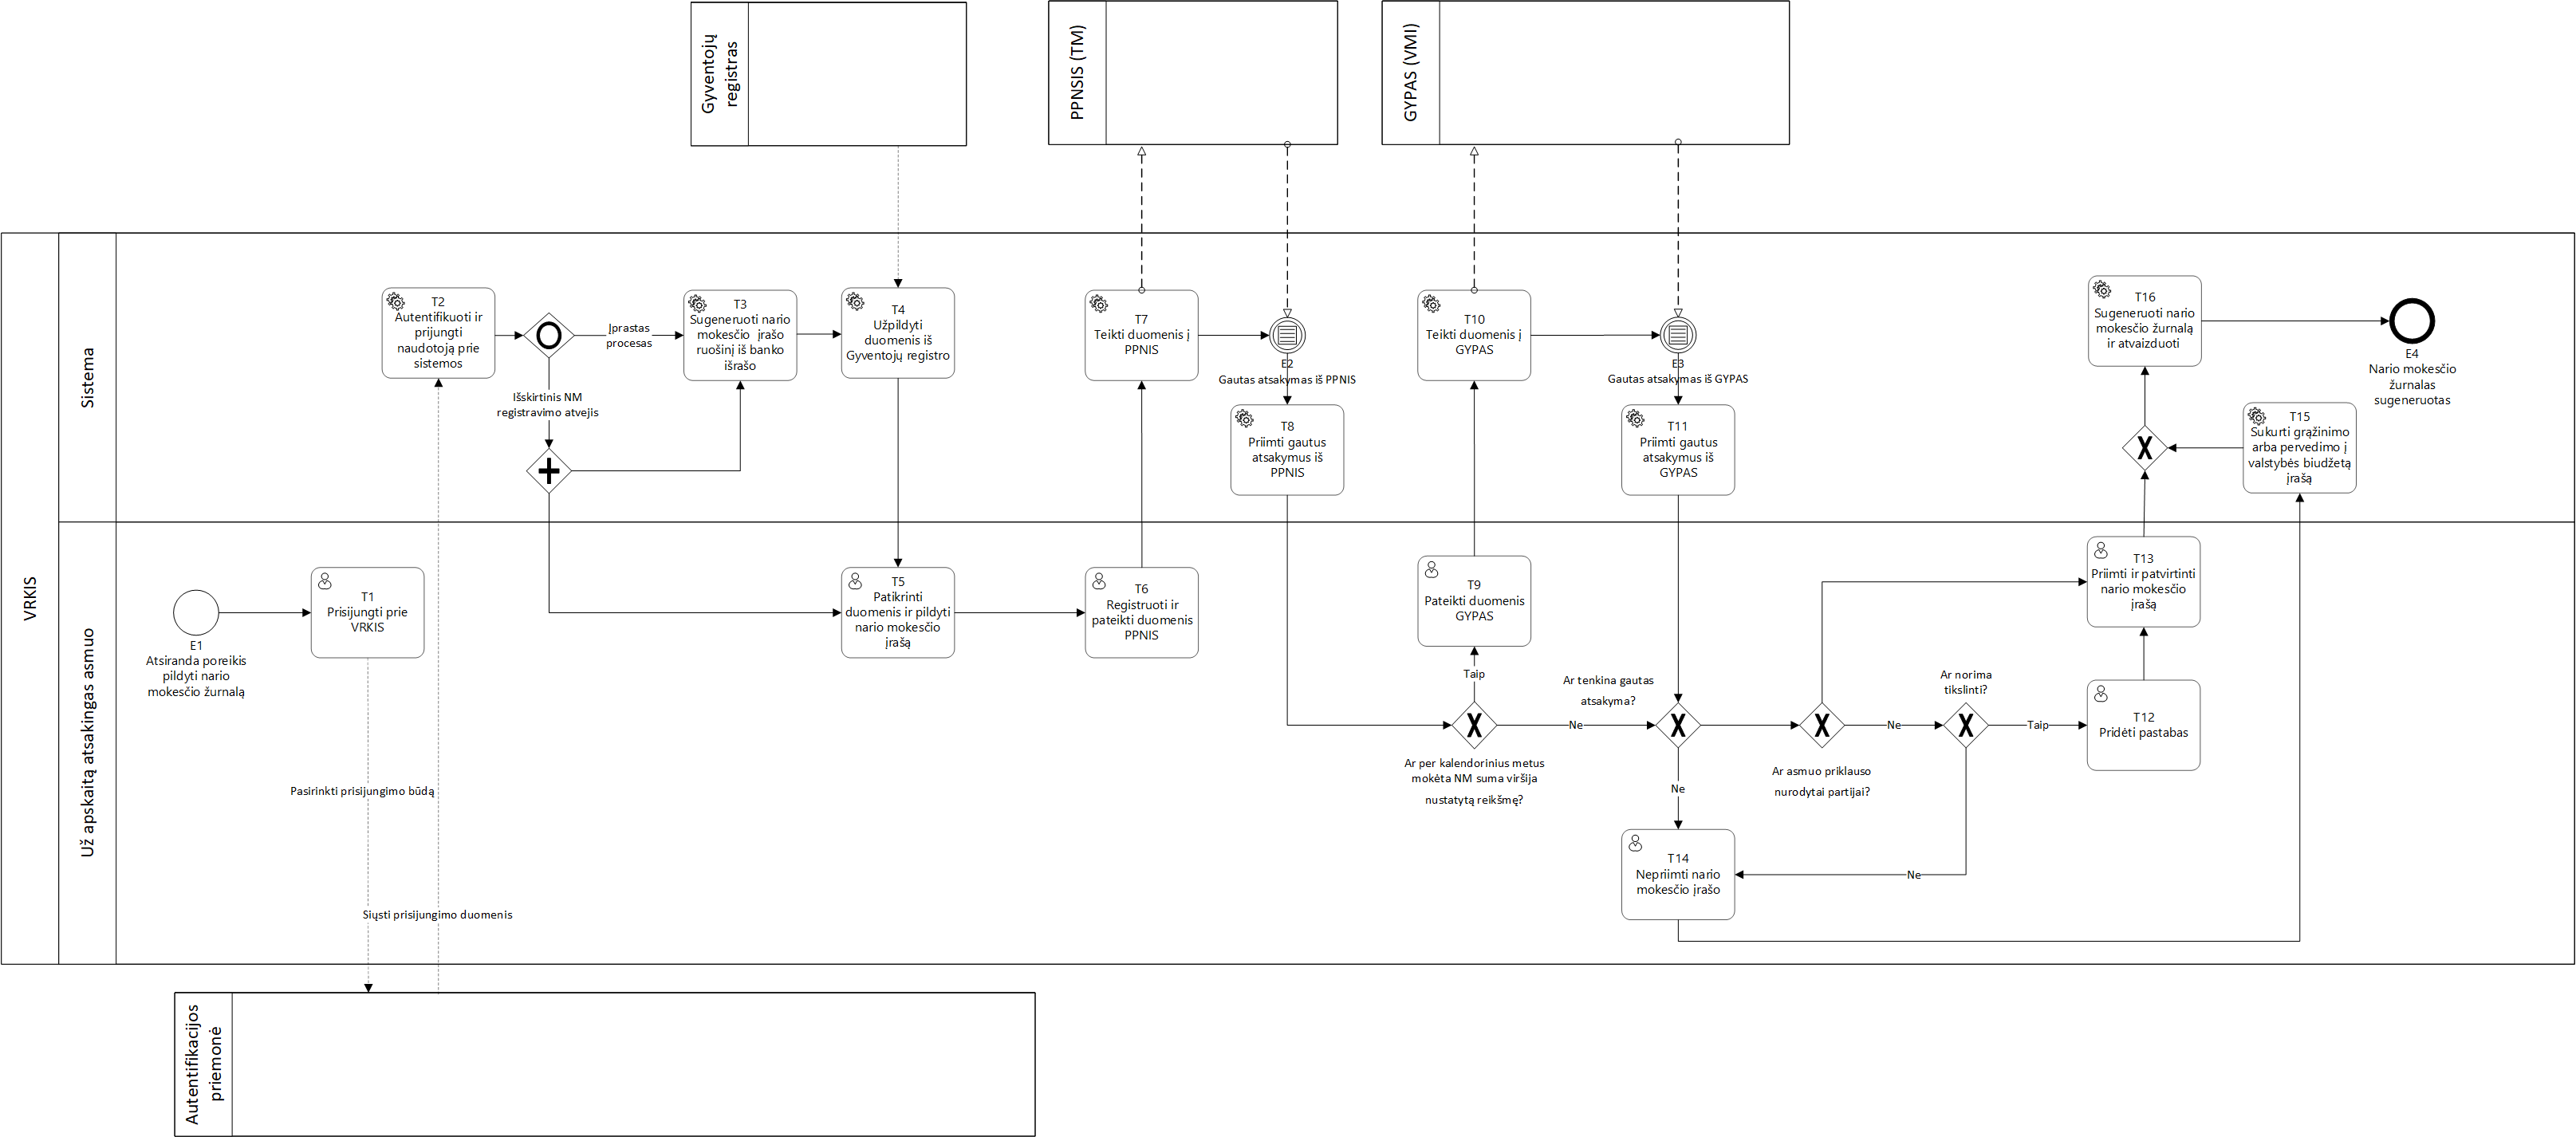 Gyventojų
registras
PPNSIS (TM)
GYPAS (VMI)
VRKIS
Sistema
T2
Autentifikuoti ir
prijungti
naudotoją prie
sistemos
Įprastas
procesas
Išskirtinis NM
registravimo atvejis
T3
Sugeneruoti nario
mokesčio įrašo
ruošinį iš banko
išrašo
T4
Užpildyti
duomenis iš
Gyventojų registro
T7
Teikti duomenis į
PPNIS
E2
Gautas atsakymas iš PPNIS
T8
Priimti gautus
atsakymus iš
PPNIS
T10
Teikti duomenis į
GYPAS
E3
Gautas atsakymas iš GYPAS
T11
Priimti gautus
atsakymus iš
GYPAS
T16
Sugeneruoti nario
mokesčio žurnalą
ir atvaizduoti
E4
Nario mokesčio
žurnalas
sugeneruotas
T15
Sukurti grąžinimo
arba pervedimo į
valstybės biudžetą
įrašą
Už apskaitą atsakingas asmuo
E1
Atsiranda poreikis
pildyti nario
mokesčio žurnalą
T1
Prisijungti prie
VRKIS
Pasirinkti prisijungimo būdą
Siųsti prisijungimo duomenis
T5
Patikrinti
duomenis ir pildyti
nario mokesčio
įrašą
T6
Registruoti ir
pateikti duomenis
PPNIS
T9
Pateikti duomenis
GYPAS
Taip
Ar per kalendorinius metus
mokėta NM suma viršija
nustatytą reikšmę?
Ne
Ar tenkina gautas
atsakyma?
Ne
Ar asmuo priklauso
nurodytai partijai?
Ne
Ar norima
tikslinti?
Taip
Ne
T13
Priimti ir patvirtinti
nario mokesčio
įrašą
T12
Pridėti pastabas
T14
Nepriimti nario
mokesčio įrašo
Autentifikacijos
priemonė